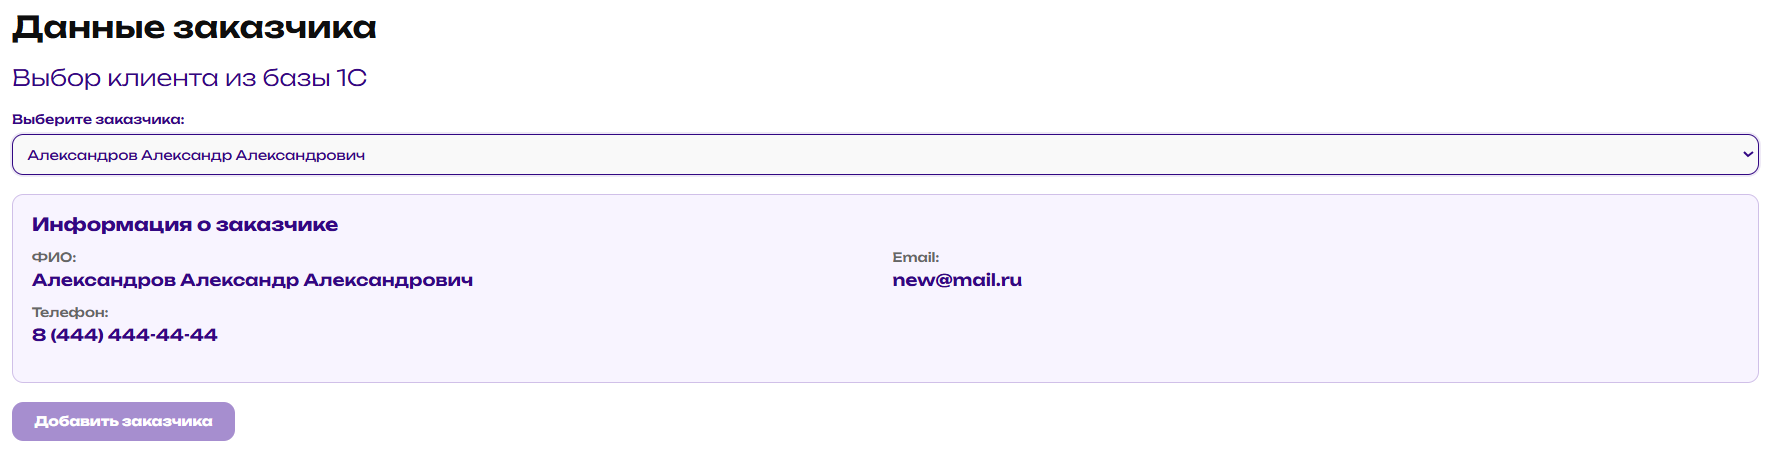 Данные заказчика
Выбор клиента из базы 1С
Выберите заказчика:
Александров Александр Александрович
Информация о заказчике
ФИО:
Александров Александр Александрович
Email:
new@mail.ru
Телефон:
8 (444) 444-44-44
Добавить заказчика